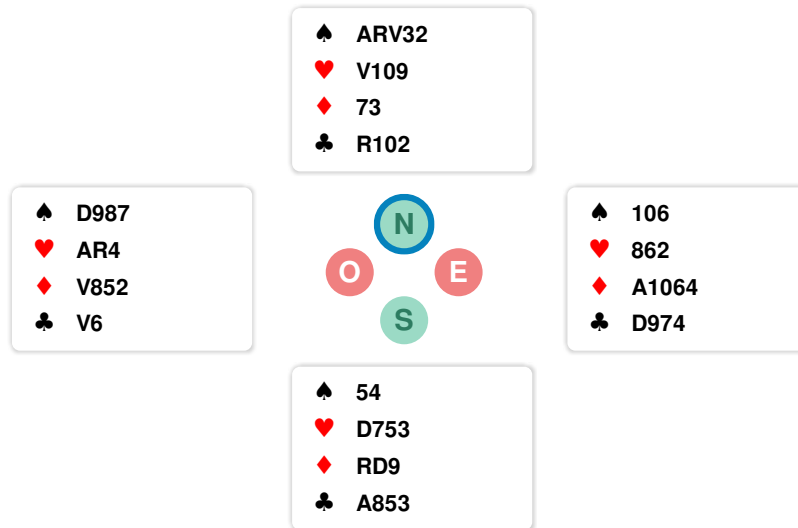 ♠ ARV32
♥ V109
♦ 73
♣ R102
♠ D987
♥ AR4
♦ V852
♣ V6
N
O E
S
♠ 106
♥ 862
♦ A1064
♣ D974
♠ 54
♥ D753
♦ RD9
♣ A853